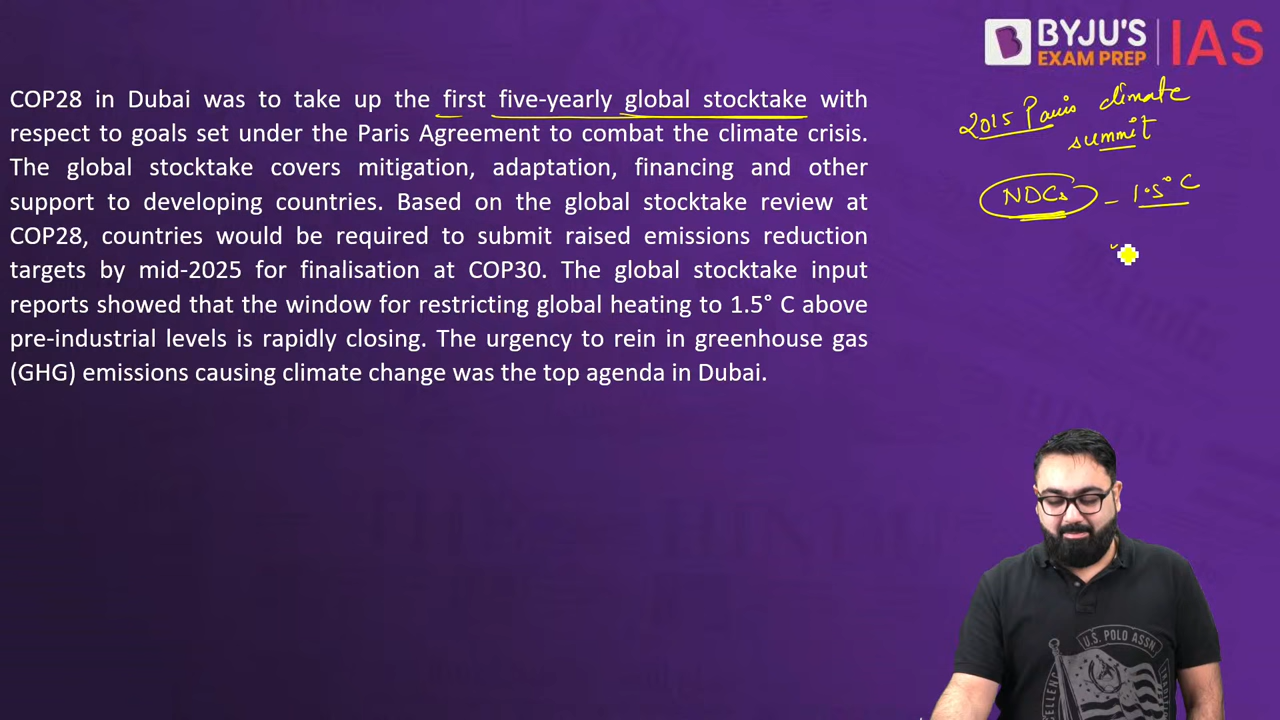 BYJU'S
EXAM PREP
IAS
COP28 in Dubai was to take up the first five-yearly global stocktake with
respect to goals set under the Paris Agreement to combat the climate crisis.
The global stocktake covers mitigation, adaptation, financing and other
support to developing countries. Based on the global stocktake review at
COP28, countries would be required to submit raised emissions reduction
targets by mid-2025 for finalisation at COP30. The global stocktake input
reports showed that the window for restricting global heating to 1.5° C above
pre-industrial levels is rapidly closing. The urgency to rein in greenhouse gas
(GHG) emissions causing climate change was the top agenda in Dubai.
2015 Paris climate
summit
NDCs - 1.5° C
U.S. POLO ASSN.